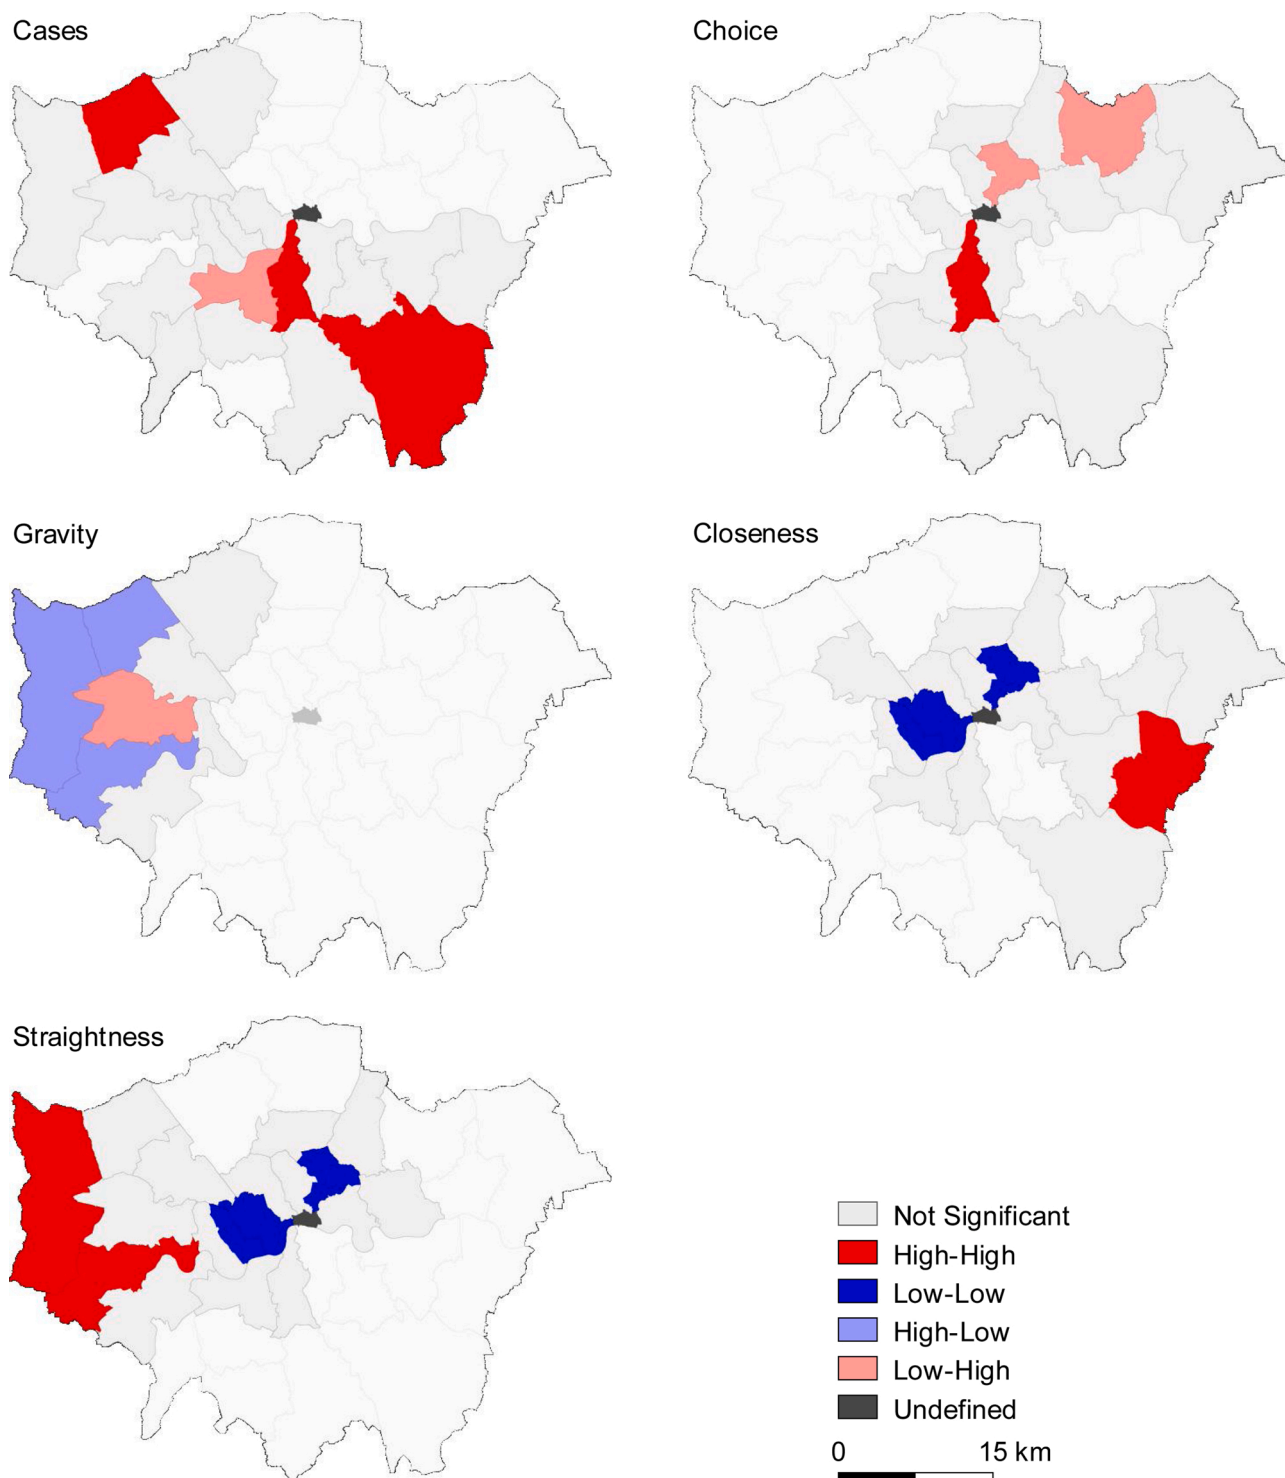 Cases
Choice
Gravity
Closeness
Straightness
Not Significant
High-High
Low-Low
High-Low
Low-High
Undefined
0 15 km